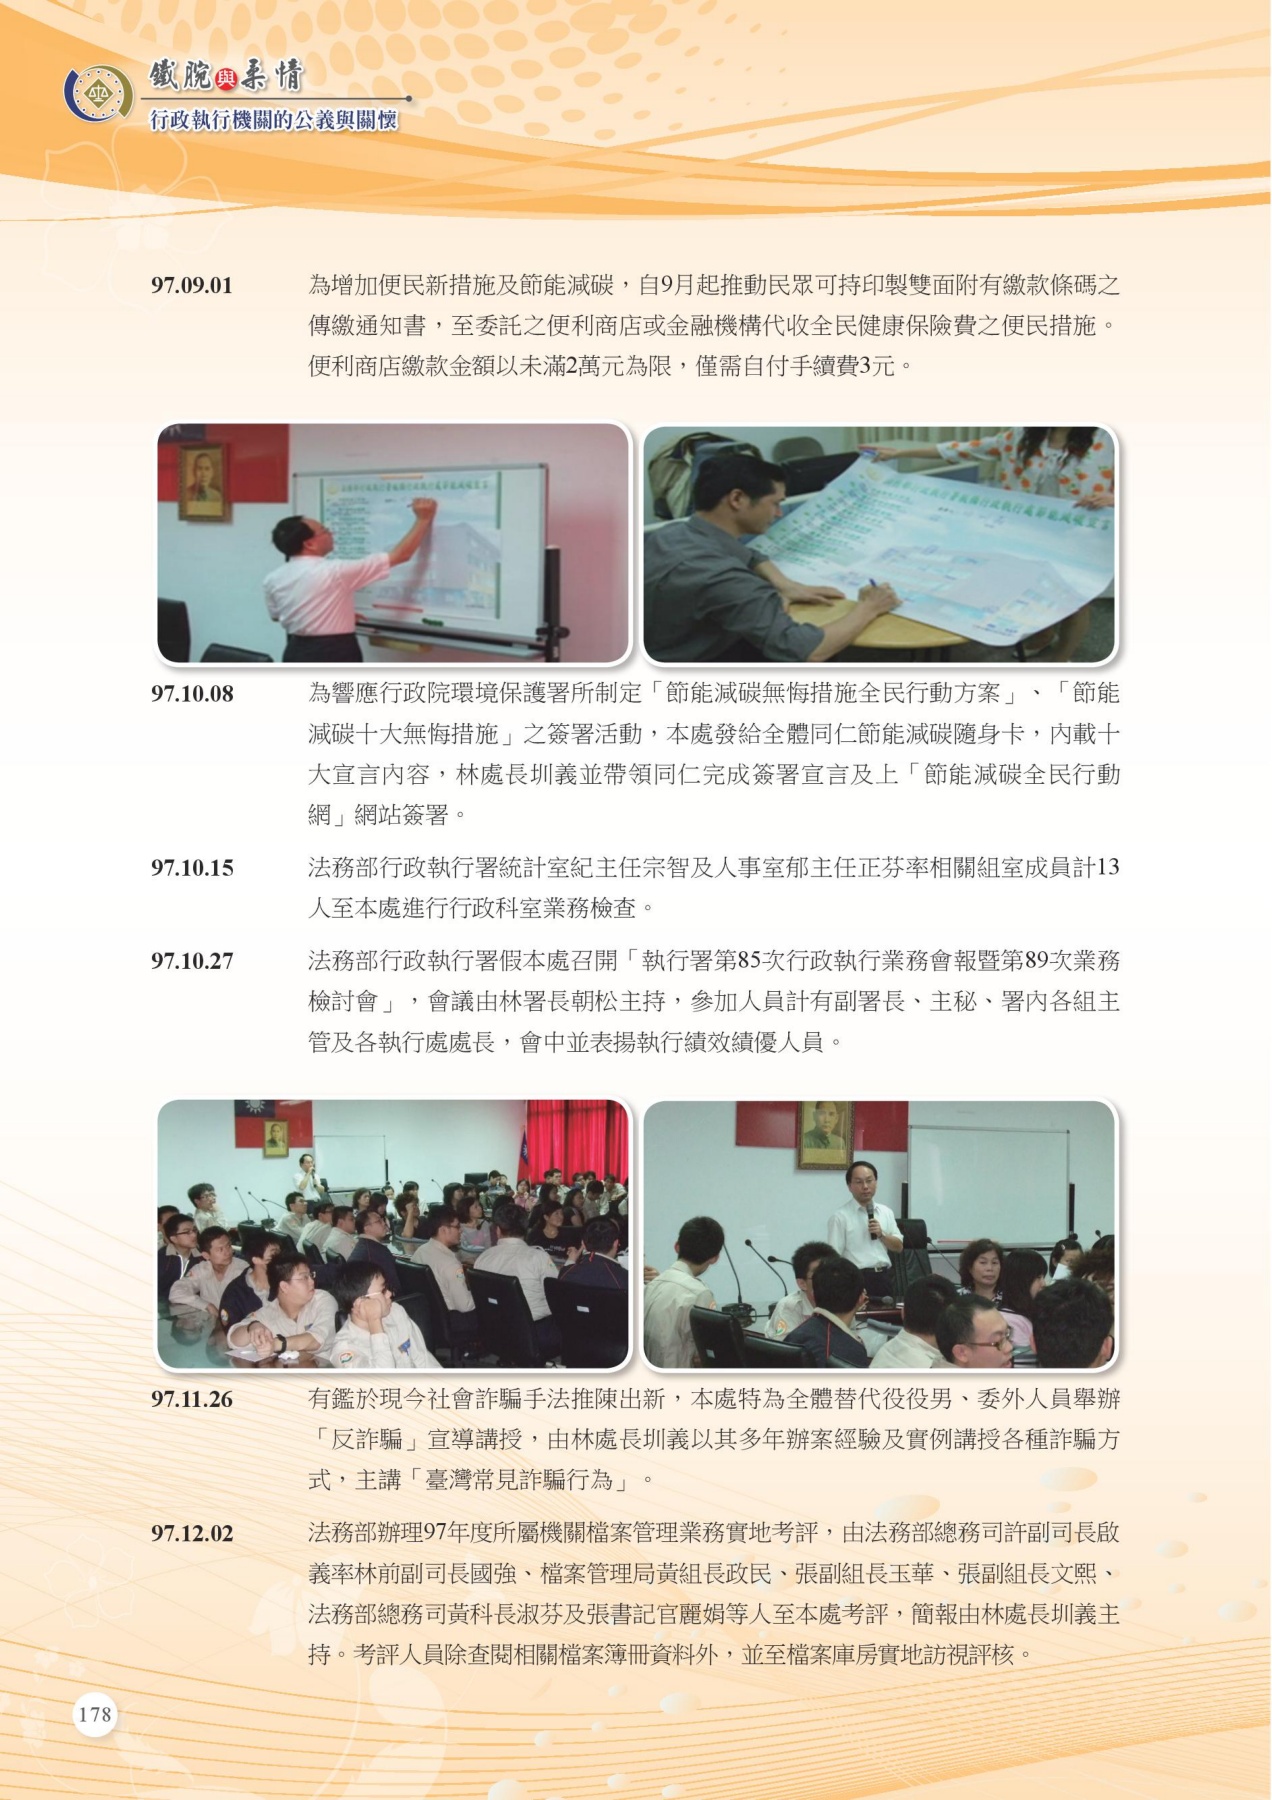 鐵腕與柔情
行政執行機關的公義與關懷
97.09.01
為增加便民新措施及節能減碳，自9月起推動民眾可持印製雙面附有繳款條碼之
傳繳通知書，至委託之便利商店或金融機構代收全民健康保險費之便民措施。
便利商店繳款金額以未滿2萬元為限，僅需自付手續費3元。
97.10.08
為響應行政院環境保護署所制定「節能減碳無悔措施全民行動方案」、「節能
減碳十大無悔措施」之簽署活動，本處發給全體同仁節能減碳隨身卡，內載十
大宣言內容，林處長圳義並帶領同仁完成簽署宣言及上「節能減碳全民行動
網」網站簽署。
97.10.15
法務部行政執行署統計室紀主任宗智及人事室郁主任正芬率相關組室成員計13
人至本處進行行政科室業務檢查。
97.10.27
法務部行政執行署假本處召開「執行署第85次行政執行業務會報暨第89次業務
檢討會」，會議由林署長朝松主持，參加人員計有副署長、主秘、署內各組主
管及各執行處處長，會中並表揚執行績效績優人員。
97.11.26
有鑑於現今社會詐騙手法推陳出新，本處特為全體替代役役男、委外人員舉辦
「反詐騙」宣導講授，由林處長圳義以其多年辦案經驗及實例講授各種詐騙方
式，主講「臺灣常見詐騙行為」。
97.12.02
法務部辦理97年度所屬機關檔案管理業務實地考評，由法務部總務司許副司長啟
義率林前副司長國強、檔案管理局黃組長政民、張副組長玉華、張副組長文熙、
法務部總務司黃科長淑芬及張書記官麗娟等人至本處考評，簡報由林處長圳義主
持。考評人員除查閱相關檔案簿冊資料外，並至檔案庫房實地訪視評核。
178